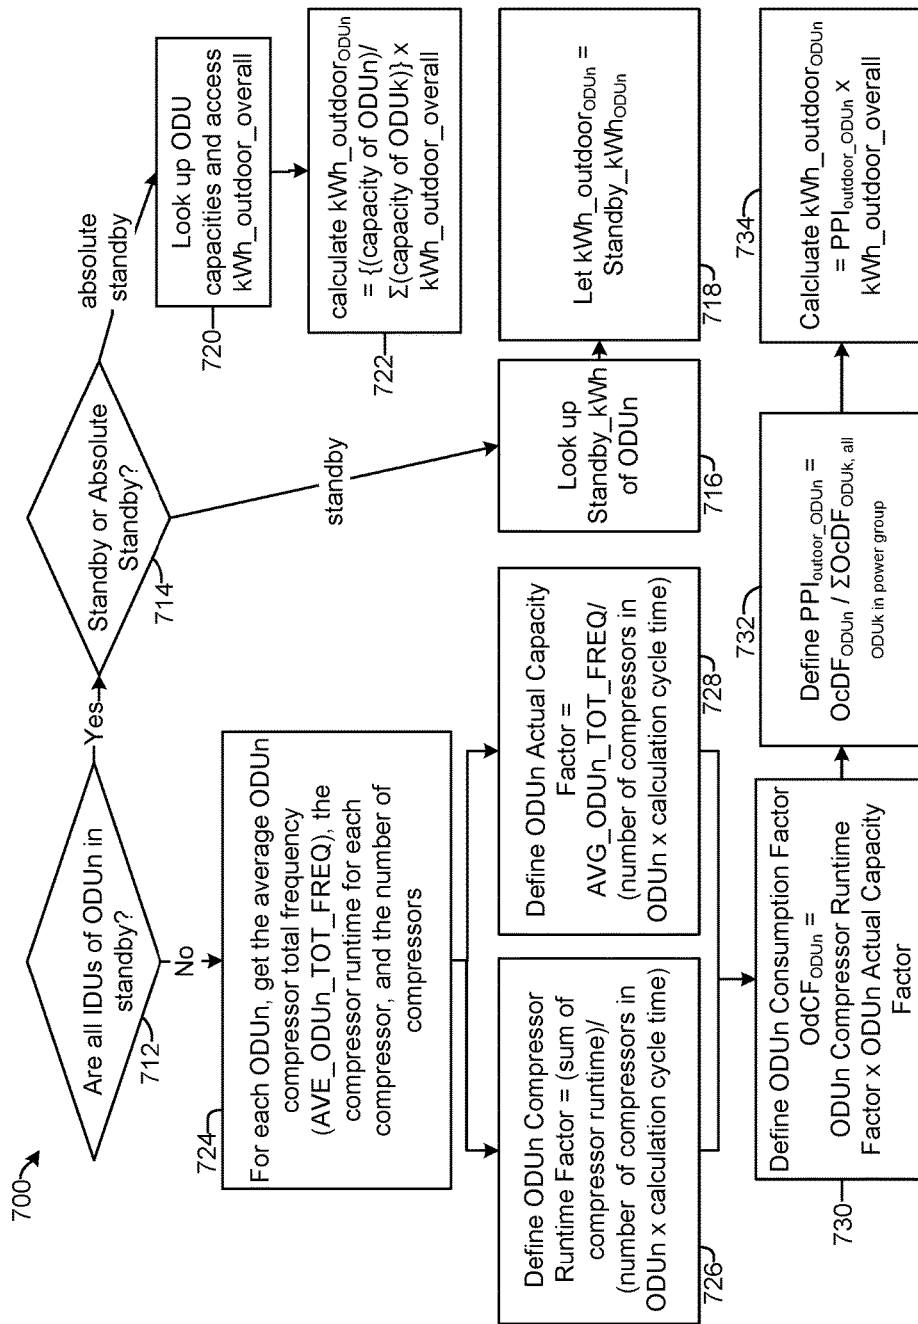 700
Are all IDUs of ODUn in
standby?
712
Yes
No
Standby or Absolute
Standby?
714
absolute
standby
standby
Look up ODU
capacities and access
kWh_outdoor_overall
720
calculate kWh_outdoorODUn
= {(capacity of ODUn)/
Σ(capacity of ODUk)} x
kWh_outdoor_overall
722
Look up
Standby_kWh
of ODUn
716
Let kWh_outdoorODUn =
Standby_kWhODUn
718
724
For each ODUn, get the average ODUn
compressor total frequency
(AVE_ODUn_TOT_FREQ), the
compressor runtime for each
compressor, and the number of
compressors
Define ODUn Compressor
Runtime Factor = (sum of
compressor runtime)/
(number of compressors in
ODUn x calculation cycle time)
726
Define ODUn Actual Capacity
Factor =
AVG_ODUn_TOT_FREQ/
(number of compressors in
ODUn x calculation cycle time)
728
Define ODUn Consumption Factor
OdCFODUn =
ODUn Compressor Runtime
Factor x ODUn Actual Capacity
Factor
730
732
Define PPIoutoor_ODUn =
OcDFODUn / ΣOcDFODUk, all
ODUk in power group
734
Calcluate kWh_outdoorODUn
= PPIoutdoor_ODUn x
kWh_outdoor_overall